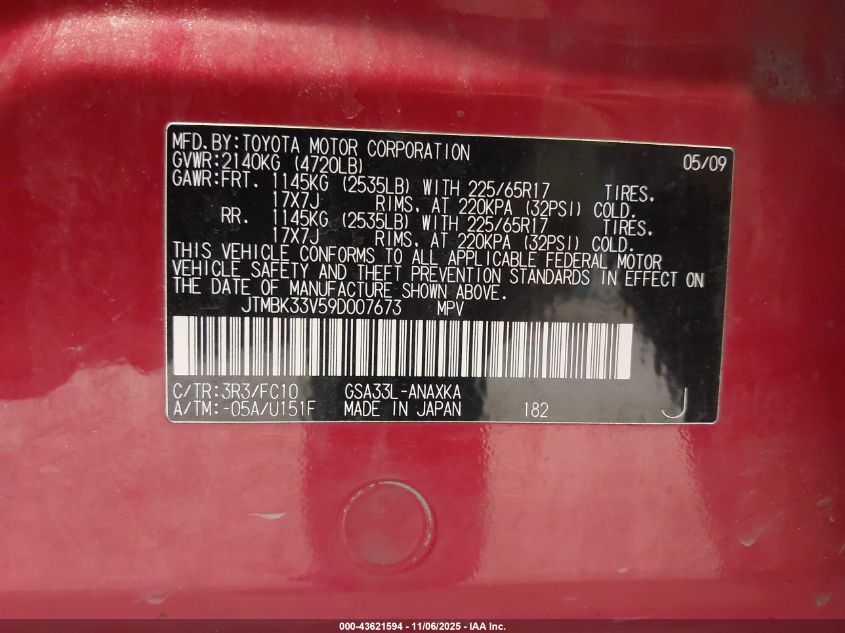 MFD.BY:TOYOTA MOTOR CORPORATION 05/09
GVWR:2140KG (4720LB)
GAWR:FRT. 1145KG (2535LB) WITH 225/65R17 TIRES,
17X7J RIMS, AT 220KPA (32PSI) COLD.
RR. 1145KG (2535LB) WITH 225/65R17 TIRES,
17X7J RIMS, AT 220KPA (32PSI) COLD.
THIS VEHICLE CONFORMS TO ALL APPLICABLE FEDERAL MOTOR
VEHICLE SAFETY AND THEFT PREVENTION STANDARDS IN EFFECT ON
THE DATE OF MANUFACTURE SHOWN ABOVE.
JTMBK33V59D007673 MPV
C/TR:3R3/FC10 GSA33L-ANAXKA
A/TM:-05A/U151F MADE IN JAPAN 182 J
000-43621594 - 11/06/2025 - IAA Inc.